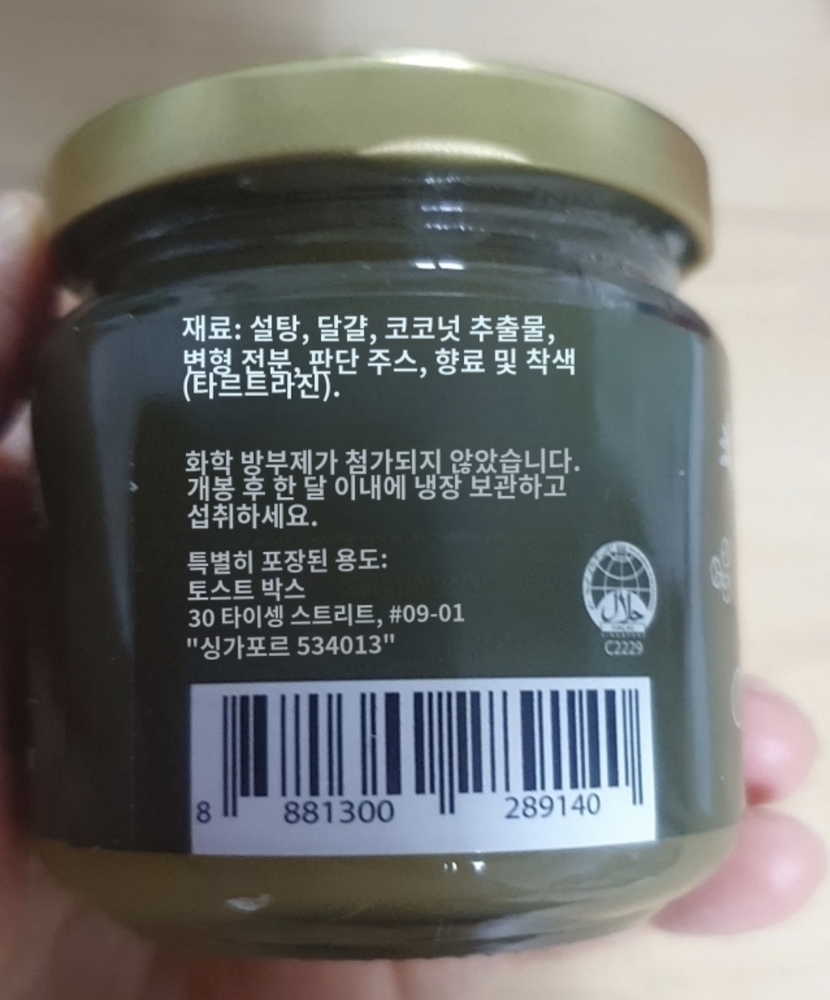 재료: 설탕, 달걀, 코코넛 추출물,
변형 전분, 판단 주스, 향료 및 착색
(타르트라진).
화학 방부제가 첨가되지 않았습니다.
개봉 후 한 달 이내에 냉장 보관하고
섭취하세요.
특별히 포장된 용도:
토스트 박스
30 타이셍 스트리트, #09-01
"싱가포르 534013"
حلال
C2229
8 881300 289140